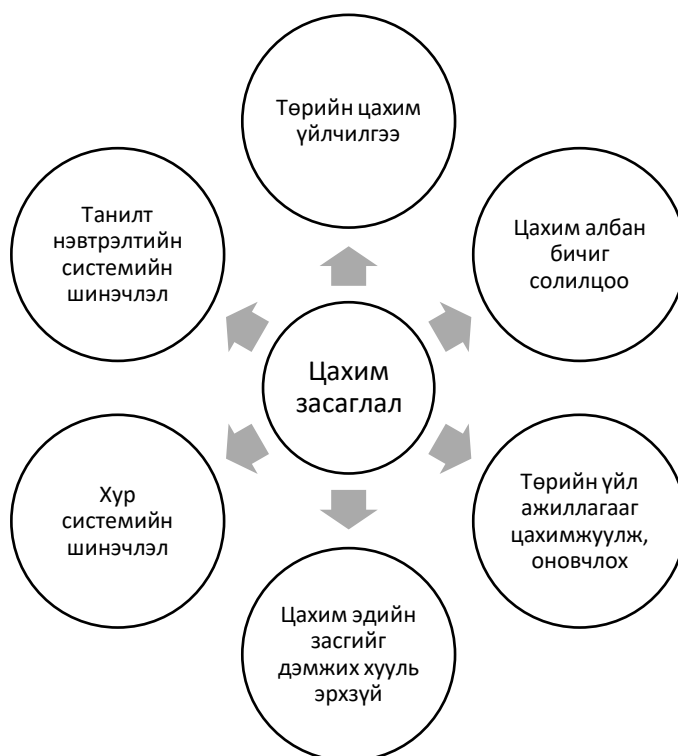 Төрийн цахим
үйлчилгээ
Танилт
нэвтрэлтийн
системийн
шинэчлэл
Цахим албан
бичиг
солилцоо
Цахим
засаглал
Хур
системийн
шинэчлэл
Төрийн үйл
ажиллагааг
цахимжуулж,
оновчлох
Цахим эдийн
засгийг
дэмжих хууль
эрхзүй